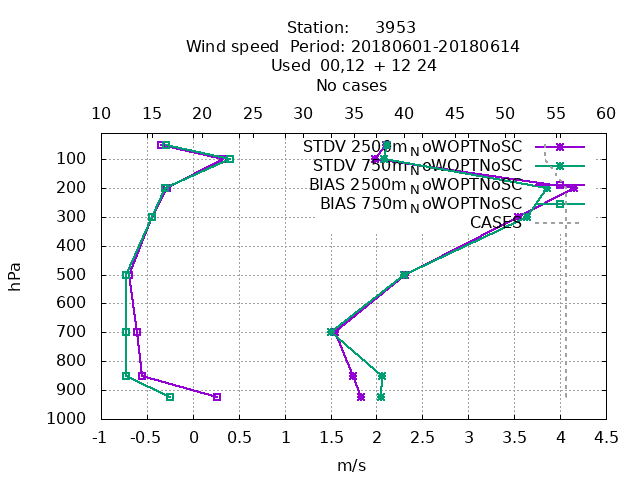 Station: 3953
Wind speed Period: 20180601-20180614
Used 00,12 + 12 24
No cases
10 15 20 25 30 35 40 45 50 55 60
STDV 2500m_NoWOPTNoSC
STDV 750m_NoWOPTNoSC
BIAS 2500m_NoWOPTNoSC
BIAS 750m_NoWOPTNoSC
CASES
hPa
100
200
300
400
500
600
700
800
900
1000
-1 -0.5 0 0.5 1 1.5 2 2.5 3 3.5 4 4.5
m/s